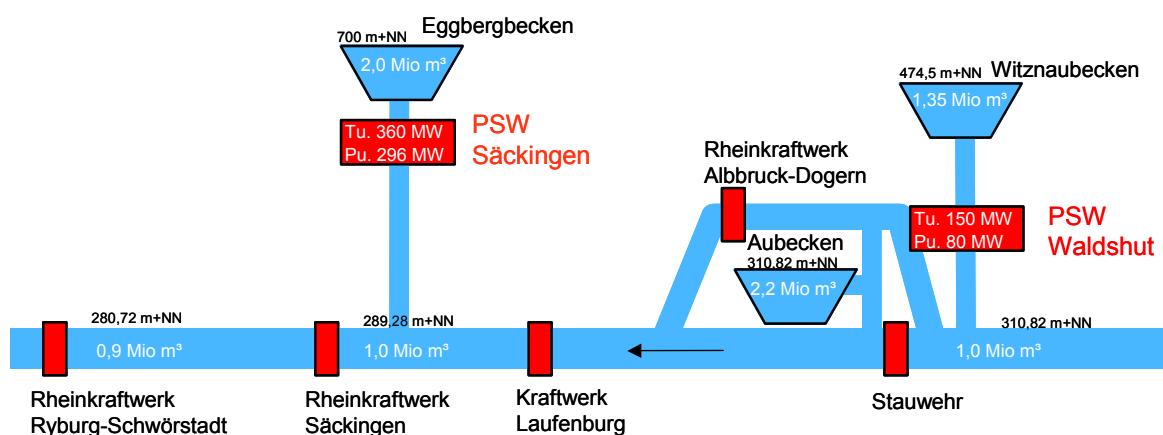 700 m+NN
Eggbergbecken
2,0 Mio m³
Tu. 360 MW
Pu. 296 MW
PSW
Säckingen
474,5 m+NN
Witznaubecken
1,35 Mio m³
Rheinkraftwerk
Albbruck-Dogern
Tu. 150 MW
Pu. 80 MW
PSW
Waldshut
Aubecken
310,82 m+NN
2,2 Mio m³
280,72 m+NN
0,9 Mio m³
289,28 m+NN
1,0 Mio m³
310,82 m+NN
1,0 Mio m³
Rheinkraftwerk
Ryburg-Schwörstadt
Rheinkraftwerk
Säckingen
Kraftwerk
Laufenburg
Stauwehr